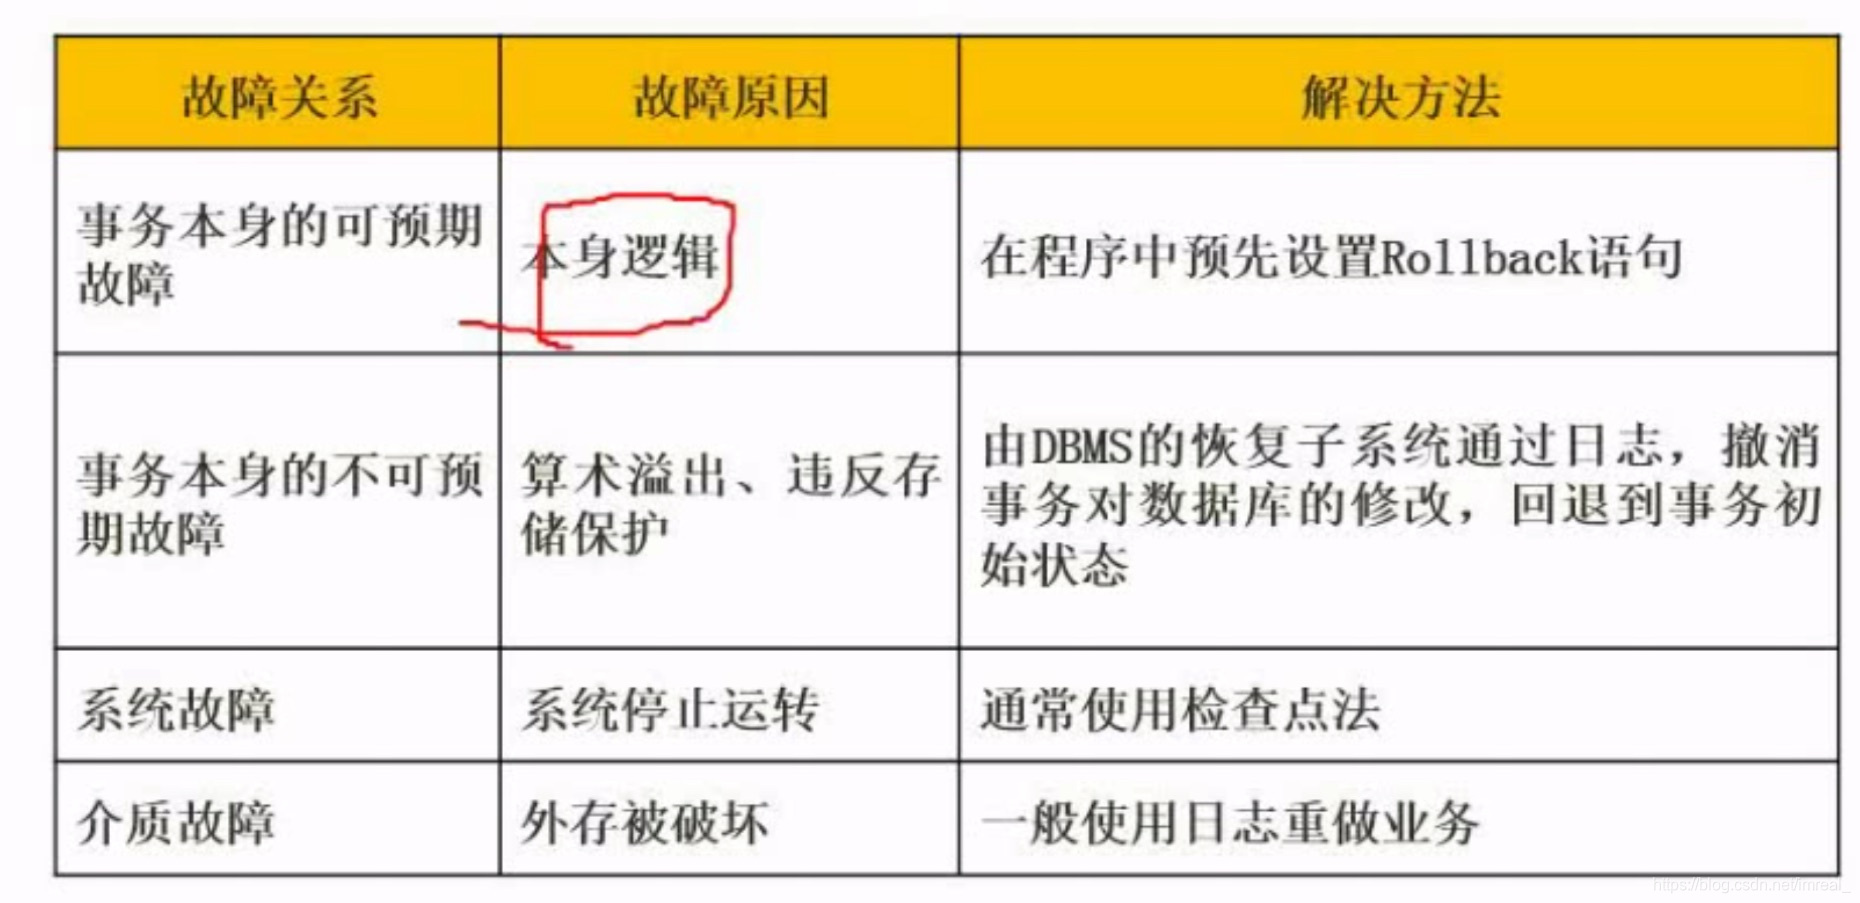 故障关系
故障原因
解决方法
事务本身的可预期
故障
本身逻辑
在程序中预先设置Rollback语句
事务本身的不可预
期故障
算术溢出、违反存
储保护
由DBMS的恢复子系统通过日志，撤消
事务对数据库的修改，回退到事务初
始状态
系统故障
系统停止运转
通常使用检查点法
介质故障
外存被破坏
一般使用日志重做业务
https://blog.csdn.net/imreal_